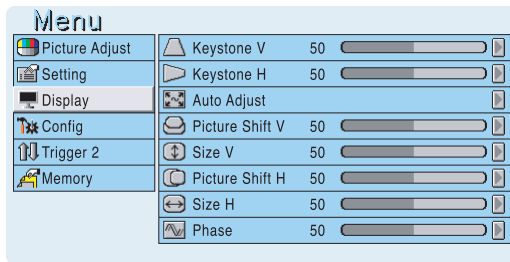 Menu
Picture Adjust
Setting
Display
Config
Trigger 2
Memory
Keystone V 50
Keystone H 50
Auto Adjust
Picture Shift V 50
Size V 50
Picture Shift H 50
Size H 50
Phase 50